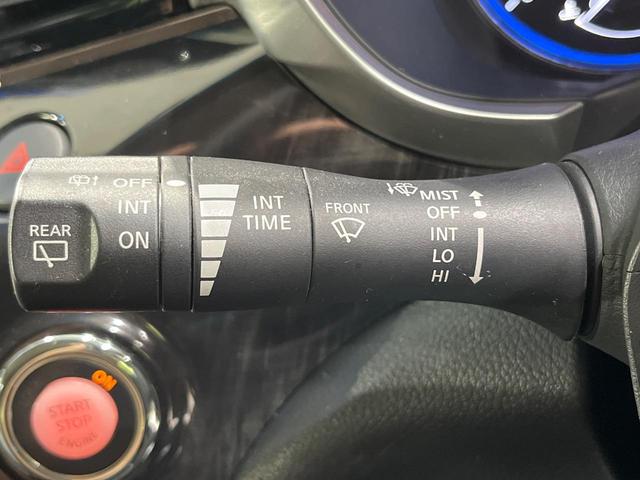 OFF
INT
ON
REAR
INT
TIME
FRONT
MIST
OFF
INT
LO
HI
ON
START
STOP
ENGINE